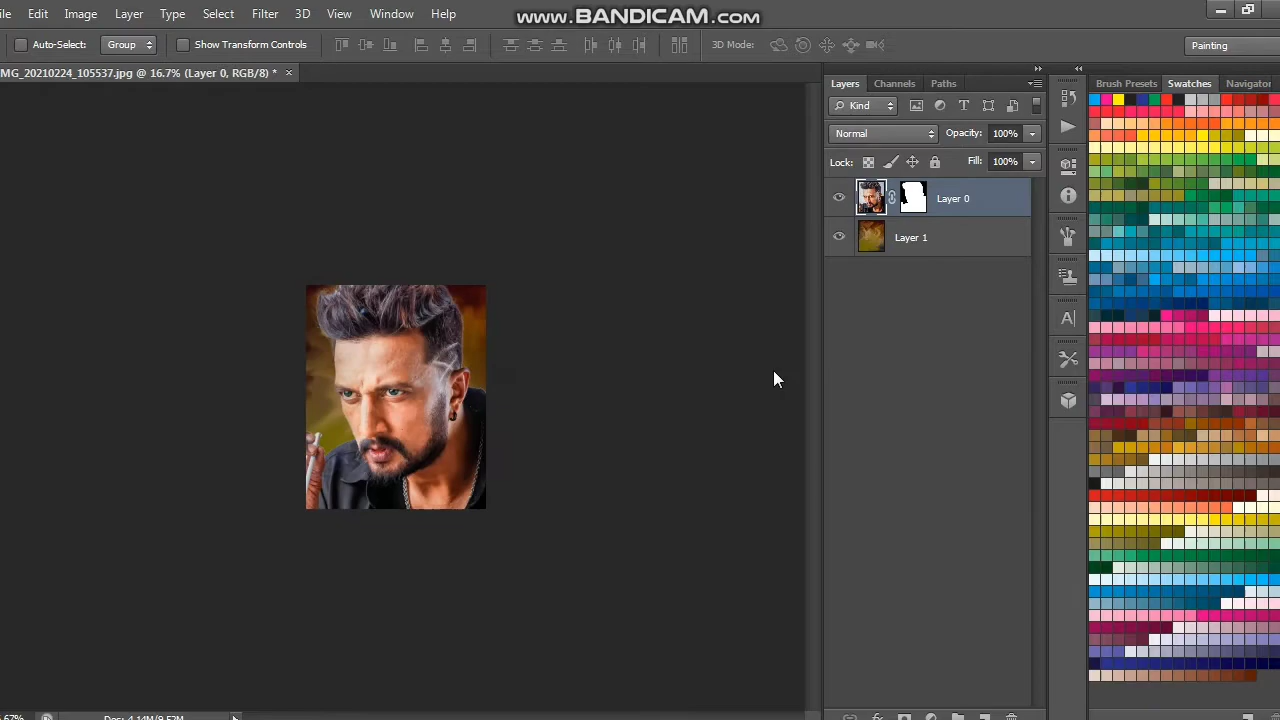 Edit Image Layer Type Select Filter 3D View Window Help
www.BANDICAM.com
Auto-Select: Group Show Transform Controls 3D Mode: Painting
MG_20210224_105537.jpg @ 16.7% (Layer 0, RGB/8) * ×
Layers Channels Paths
Brush Presets Swatches Navigator
Kind
Normal Opacity: 100%
Lock: Fill: 100%
Layer 0
Layer 1